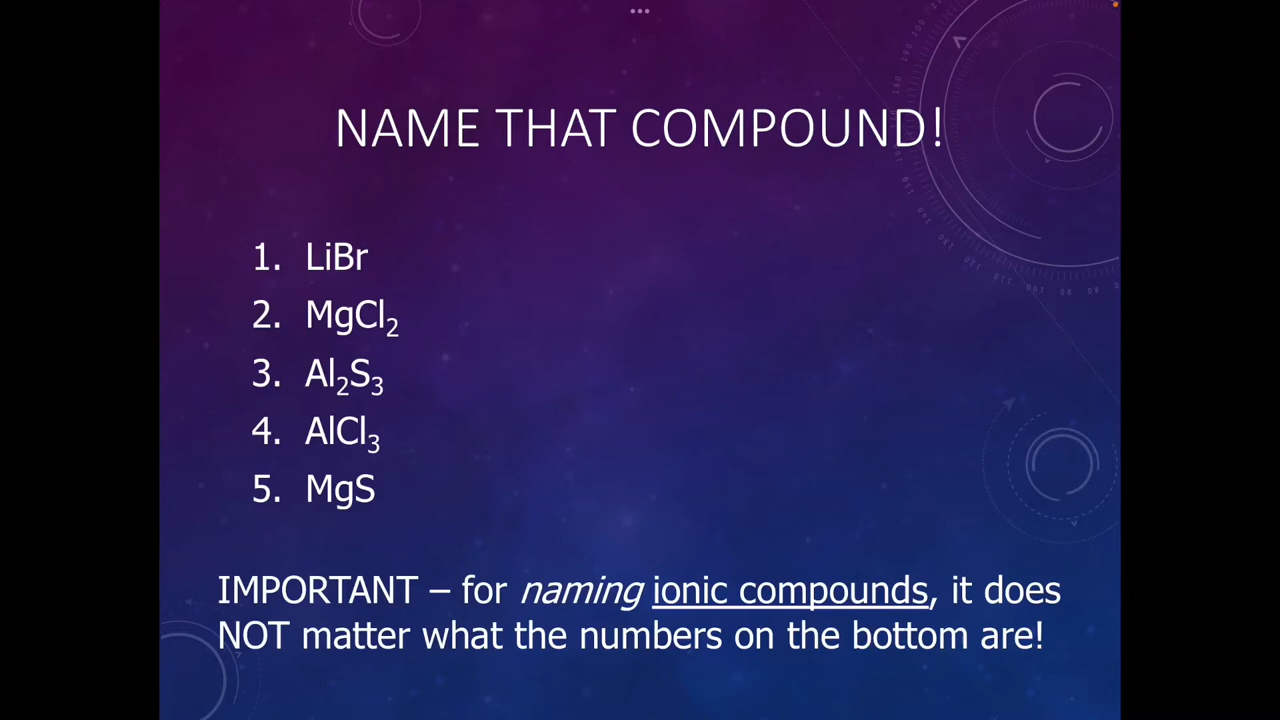 NAME THAT COMPOUND!
1. LiBr
2. MgCl₂
3. Al₂S₃
4. AlCl₃
5. MgS
IMPORTANT – for naming ionic compounds, it does
NOT matter what the numbers on the bottom are!